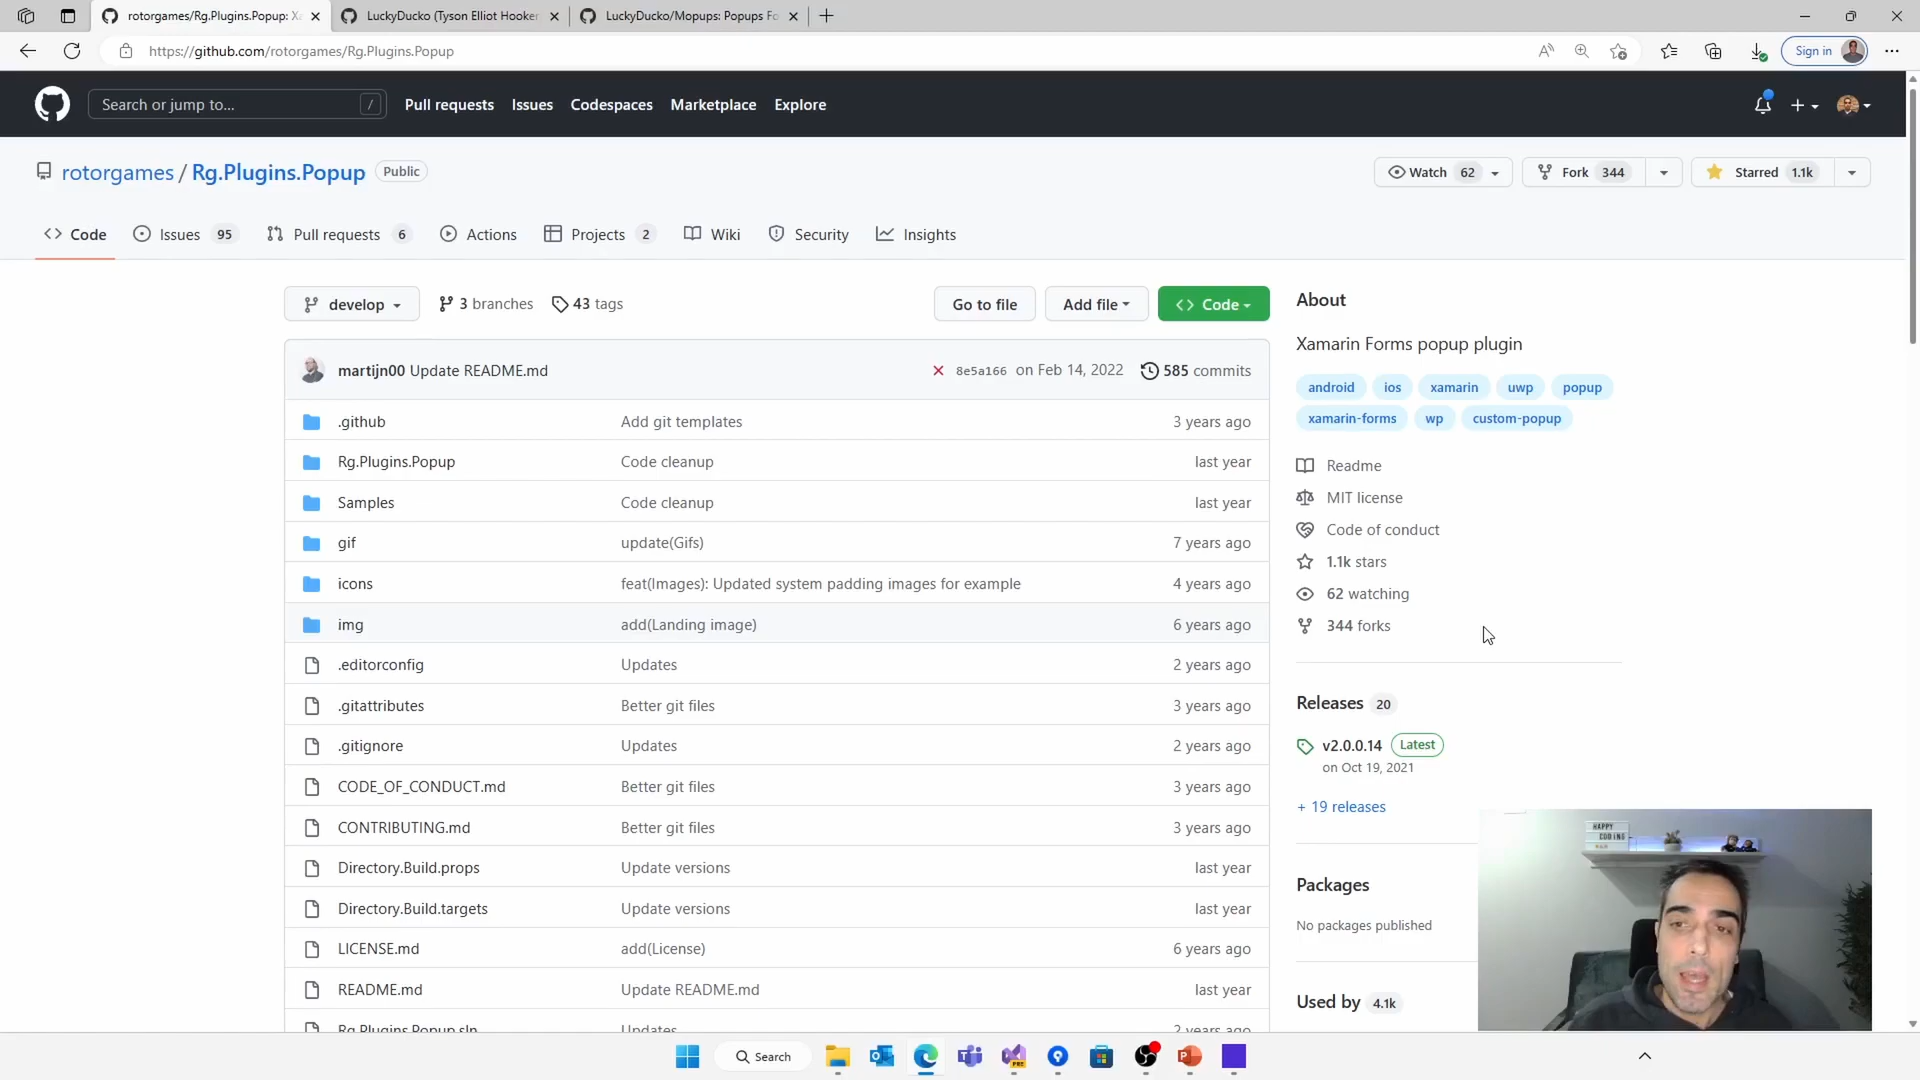 rotorgames/Rg.Plugins.Popup: Xa
LuckyDucko (Tyson Elliot Hooker
LuckyDucko/Mopups: Popups Fo
https://github.com/rotorgames/Rg.Plugins.Popup
Sign in
Search or jump to...
/
Pull requests
Issues
Codespaces
Marketplace
Explore
rotorgames / Rg.Plugins.Popup
Public
Watch 62
Fork 344
Starred 1.1k
Code
Issues 95
Pull requests 6
Actions
Projects 2
Wiki
Security
Insights
develop
3 branches
43 tags
Go to file
Add file
Code
martijn00 Update README.md
8e5a166 on Feb 14, 2022
585 commits
.github Add git templates 3 years ago
Rg.Plugins.Popup Code cleanup last year
Samples Code cleanup last year
gif update(Gifs) 7 years ago
icons feat(Images): Updated system padding images for example 4 years ago
img add(Landing image) 6 years ago
.editorconfig Updates 2 years ago
.gitattributes Better git files 3 years ago
.gitignore Updates 2 years ago
CODE_OF_CONDUCT.md Better git files 3 years ago
CONTRIBUTING.md Better git files 3 years ago
Directory.Build.props Update versions last year
Directory.Build.targets Update versions last year
LICENSE.md add(License) 6 years ago
README.md Update README.md last year
Rg.Plugins.Popup.sln Updates 2 years ago
About
Xamarin Forms popup plugin
android ios xamarin uwp popup
xamarin-forms wp custom-popup
Readme
MIT license
Code of conduct
1.1k stars
62 watching
344 forks
Releases 20
v2.0.0.14 Latest
on Oct 19, 2021
+ 19 releases
Packages
No packages published
Used by 4.1k
HAPPY
CODING
Search